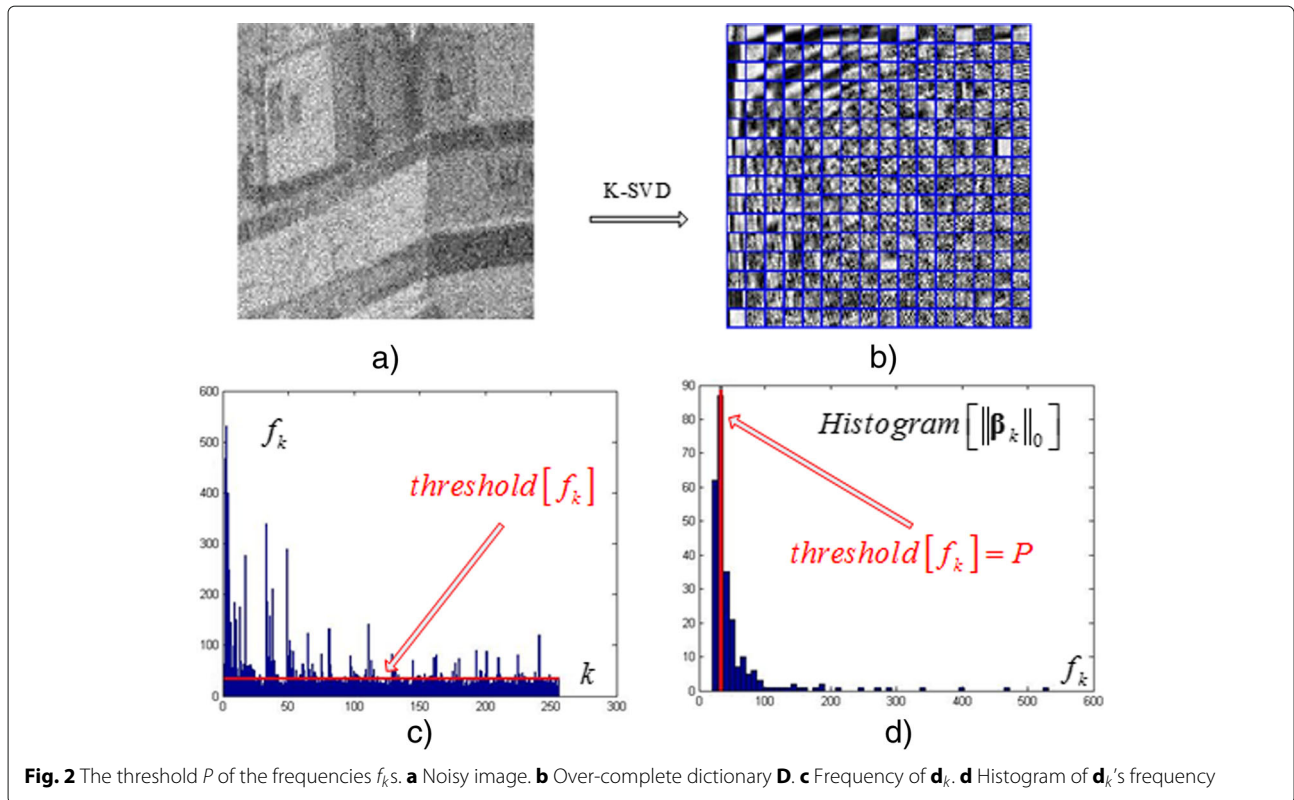 K-SVD
a)
b)
600
500
400
300
200
100
0
f_k
threshold[f_k]
k
0 50 100 150 200 250 300
c)
90
80
70
60
50
40
30
20
10
0
Histogram[‖β_k‖_0]
threshold[f_k]=P
f_k
0 100 200 300 400 500 600
d)
Fig. 2 The threshold P of the frequencies f_ks. a Noisy image. b Over-complete dictionary D. c Frequency of d_k. d Histogram of d_k’s frequency